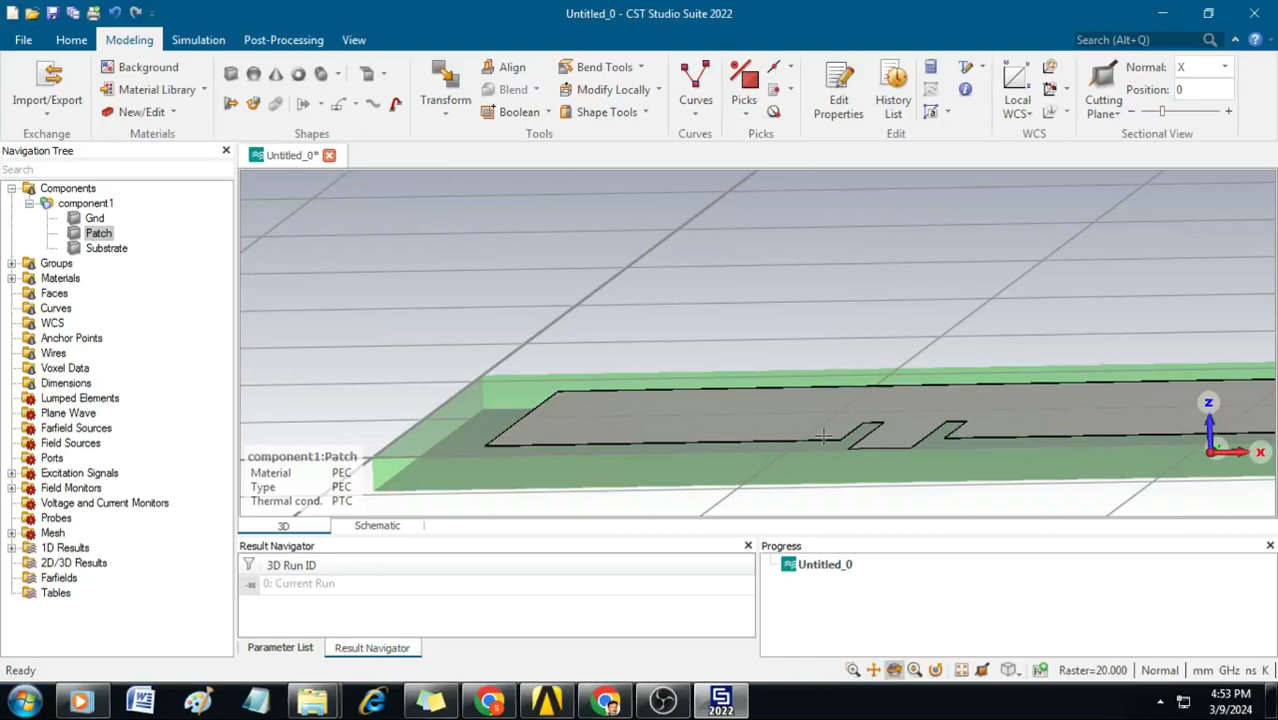 Untitled_0 - CST Studio Suite 2022
File Home Modeling Simulation Post-Processing View Search (Alt+Q)
Import/Export
Exchange
Background
Material Library
New/Edit
Materials
Shapes
Transform
Align
Blend
Boolean
Bend Tools
Modify Locally
Shape Tools
Tools
Curves
Curves
Picks
Picks
Edit Properties
History List
Edit
Local WCS
WCS
Cutting Plane
Normal: X
Position: 0
Sectional View
Navigation Tree
Search
Components
component1
Gnd
Patch
Substrate
Groups
Materials
Faces
Curves
WCS
Anchor Points
Wires
Voxel Data
Dimensions
Lumped Elements
Plane Wave
Farfield Sources
Field Sources
Ports
Excitation Signals
Field Monitors
Voltage and Current Monitors
Probes
Mesh
1D Results
2D/3D Results
Farfields
Tables
Untitled_0*
component1:Patch
Material PEC
Type PEC
Thermal cond. PTC
z
x
3D Schematic
Result Navigator
3D Run ID
0: Current Run
Parameter List Result Navigator
Progress
Untitled_0
Ready
Raster=20.000 Normal mm GHz ns K
2022
4:53 PM
3/9/2024